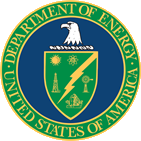 DEPARTMENT OF ENERGY
UNITED STATES OF AMERICA